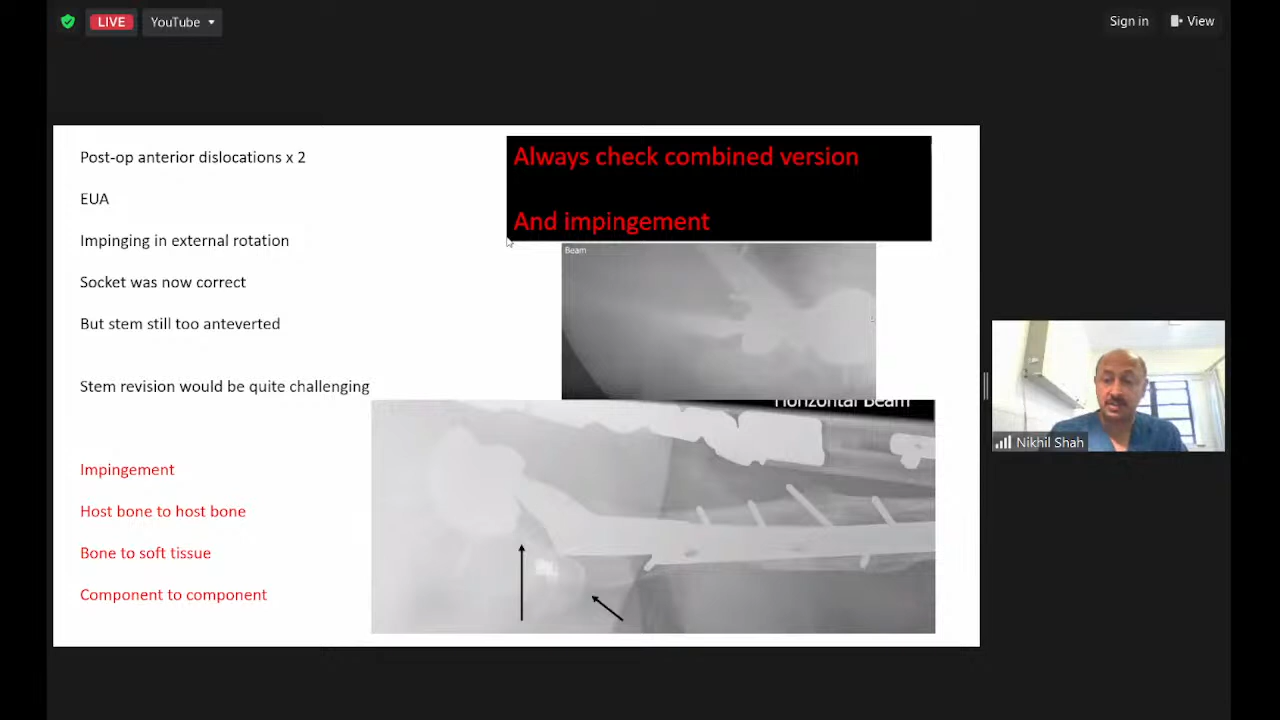 LIVE
YouTube
Sign in
View
Post-op anterior dislocations x 2
EUA
Impinging in external rotation
Socket was now correct
But stem still too anteverted
Stem revision would be quite challenging
Impingement
Host bone to host bone
Bone to soft tissue
Component to component
Always check combined version
And impingement
Beam
Horizontal Beam
Nikhil Shah